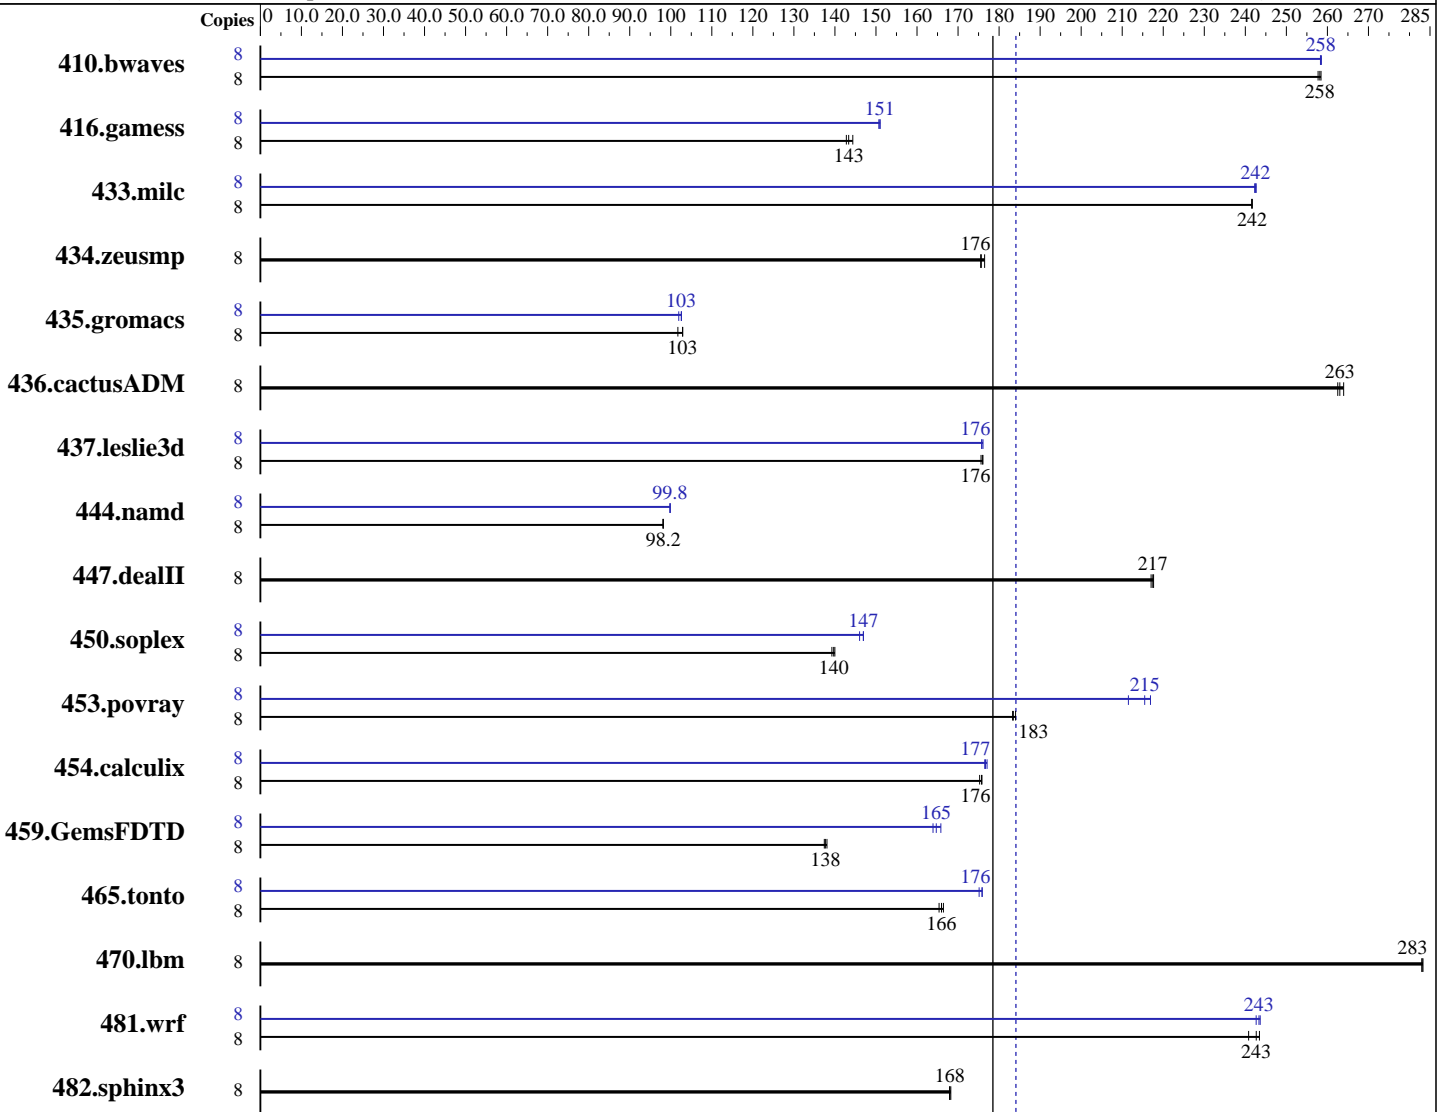 Copies 0 10.0 20.0 30.0 40.0 50.0 60.0 70.0 80.0 90.0 100 110 120 130 140 150 160 170 180 190 200 210 220 230 240 250 260 270 285
410.bwaves 8 258
8 258
416.gamess 8 151
8 143
433.milc 8 242
8 242
434.zeusmp 8 176
435.gromacs 8 103
8 103
436.cactusADM 8 263
437.leslie3d 8 176
8 176
444.namd 8 99.8
8 98.2
447.dealII 8 217
450.soplex 8 147
8 140
453.povray 8 215
8 183
454.calculix 8 177
8 176
459.GemsFDTD 8 165
8 138
465.tonto 8 176
8 166
470.lbm 8 283
481.wrf 8 243
8 243
482.sphinx3 8 168